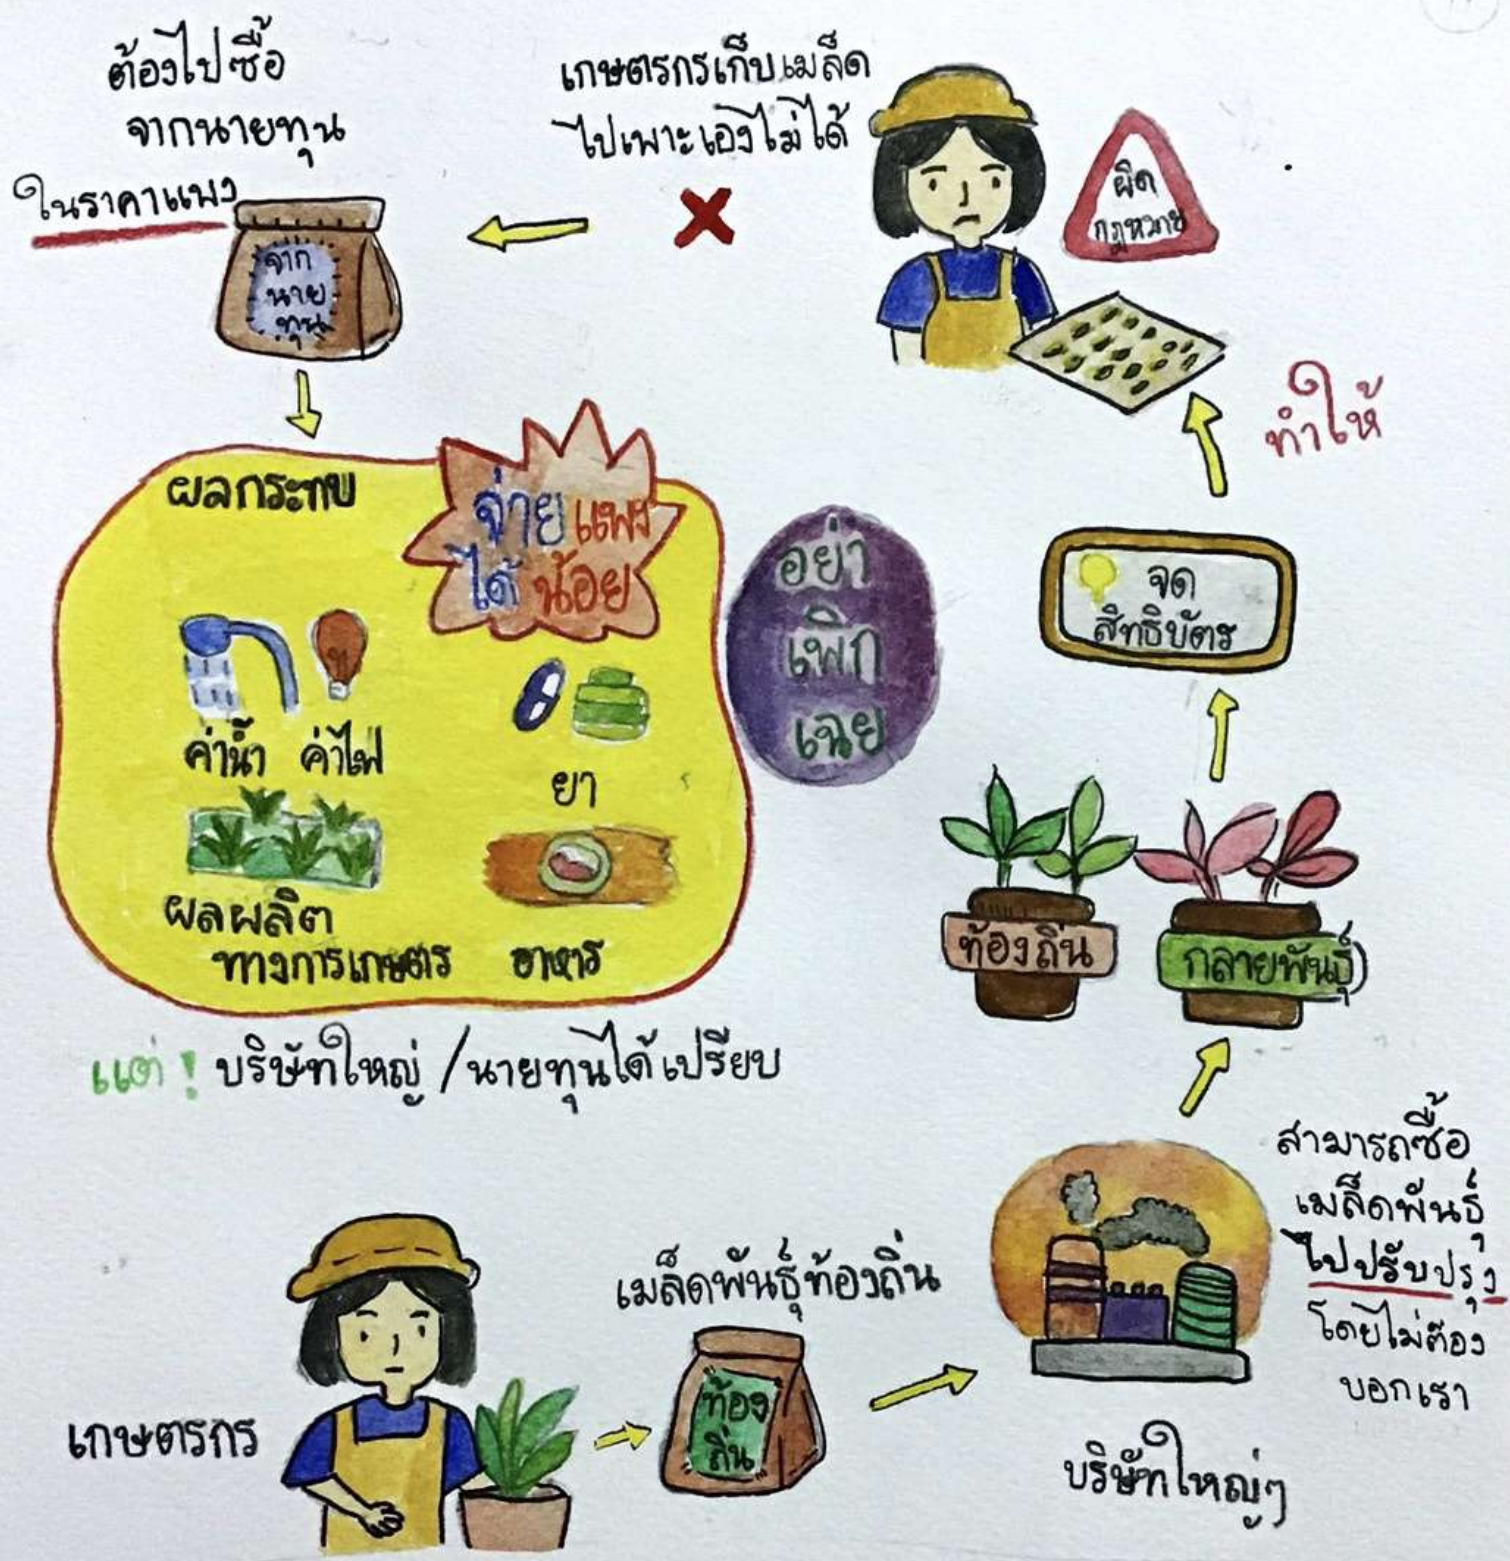 ต้องไปซื้อ
จากนายทุน
ในราคาแพง
จาก
นาย
ทุน
เกษตรกรเก็บเมล็ด
ไปเพาะเองไม่ได้
ผิด
กฎหมาย
ทำให้
ผลกระทบ
จ่ายแพง
ได้น้อย
ค่าน้ำ ค่าไฟ
ยา
ผลผลิต
ทางการเกษตร
อาหาร
อย่า
เพิก
เฉย
จด
สิทธิบัตร
ท้องถิ่น
กลายพันธุ์
แต่! บริษัทใหญ่/นายทุนได้เปรียบ
สามารถซื้อ
เมล็ดพันธุ์
ไปปรับปรุง
โดยไม่ต้อง
บอกเรา
เมล็ดพันธุ์ท้องถิ่น
ท้อง
ถิ่น
เกษตรกร
บริษัทใหญ่ๆ